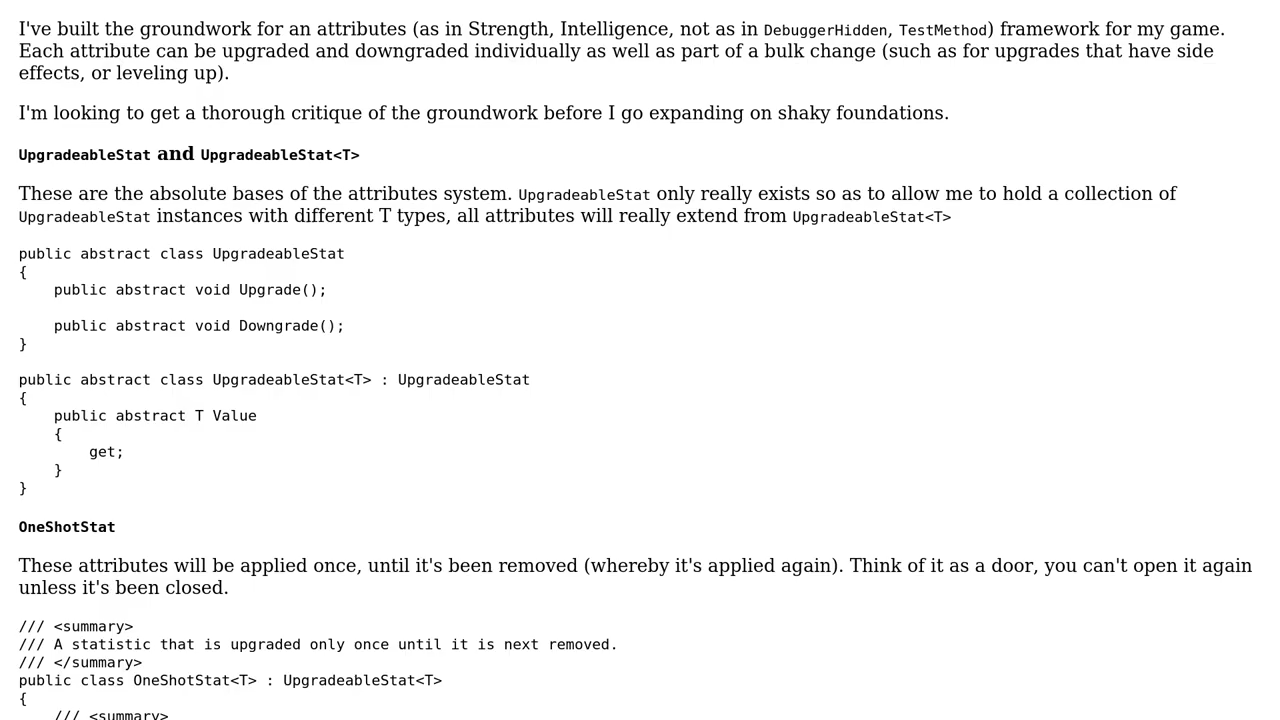 I've built the groundwork for an attributes (as in Strength, Intelligence, not as in DebuggerHidden, TestMethod) framework for my game.
Each attribute can be upgraded and downgraded individually as well as part of a bulk change (such as for upgrades that have side
effects, or leveling up).
I'm looking to get a thorough critique of the groundwork before I go expanding on shaky foundations.
UpgradeableStat and UpgradeableStat<T>
These are the absolute bases of the attributes system. UpgradeableStat only really exists so as to allow me to hold a collection of
UpgradeableStat instances with different T types, all attributes will really extend from UpgradeableStat<T>
public abstract class UpgradeableStat
{
    public abstract void Upgrade();
    public abstract void Downgrade();
}
public abstract class UpgradeableStat<T> : UpgradeableStat
{
    public abstract T Value
    {
        get;
    }
}
OneShotStat
These attributes will be applied once, until it's been removed (whereby it's applied again). Think of it as a door, you can't open it again
unless it's been closed.
/// <summary>
/// A statistic that is upgraded only once until it is next removed.
/// </summary>
public class OneShotStat<T> : UpgradeableStat<T>
{
    /// <summary>